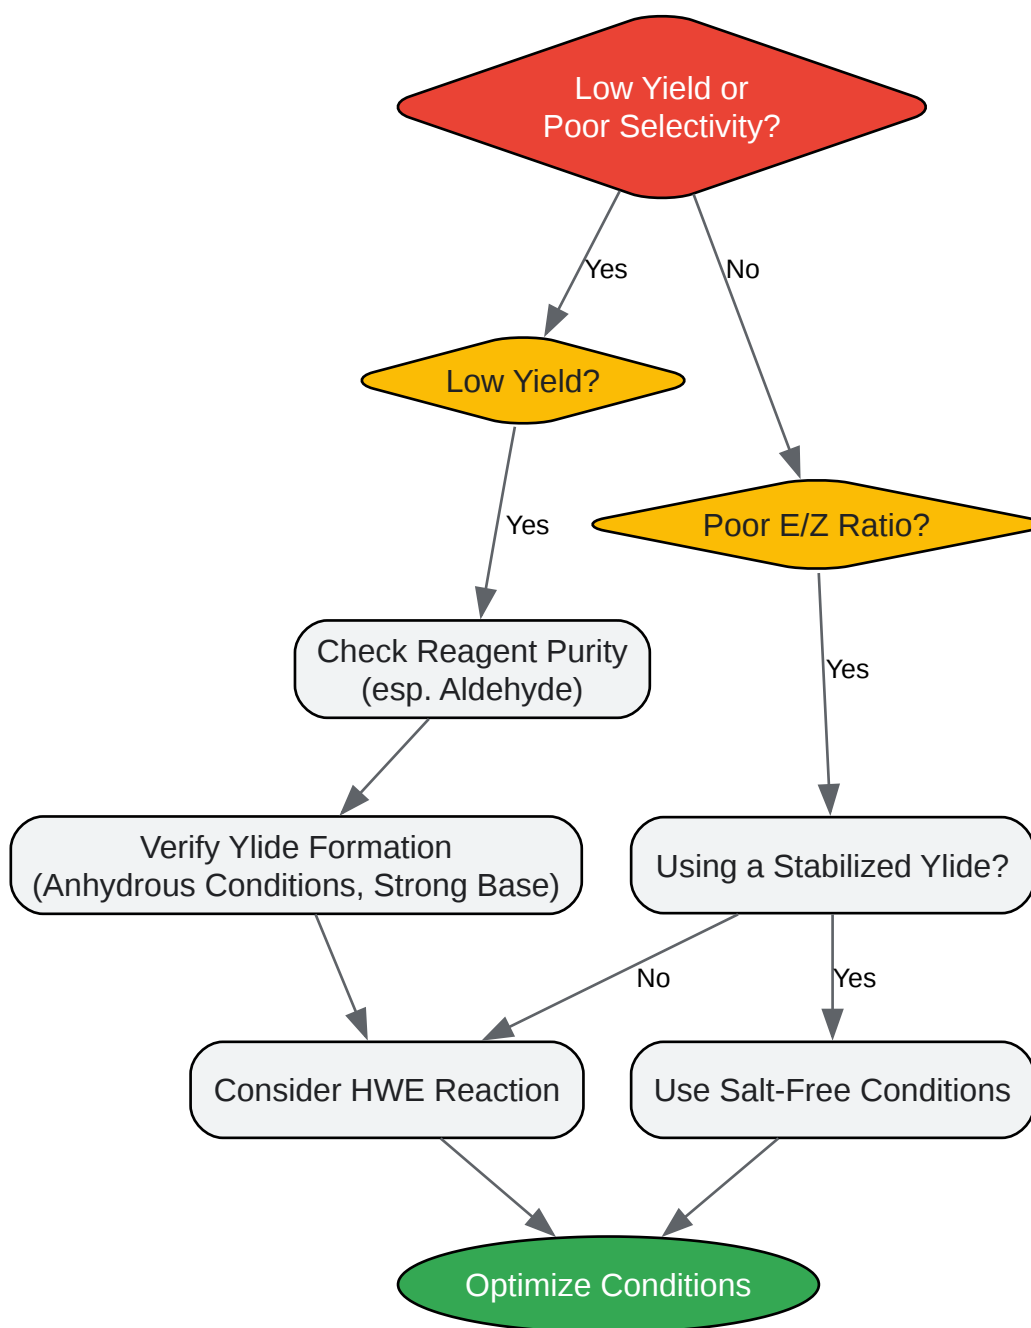 Low Yield or
Poor Selectivity?
Yes
No
Low Yield?
Poor E/Z Ratio?
Yes
Check Reagent Purity
(esp. Aldehyde)
Yes
Verify Ylide Formation
(Anhydrous Conditions, Strong Base)
Using a Stabilized Ylide?
No
Yes
Consider HWE Reaction
Use Salt-Free Conditions
Optimize Conditions